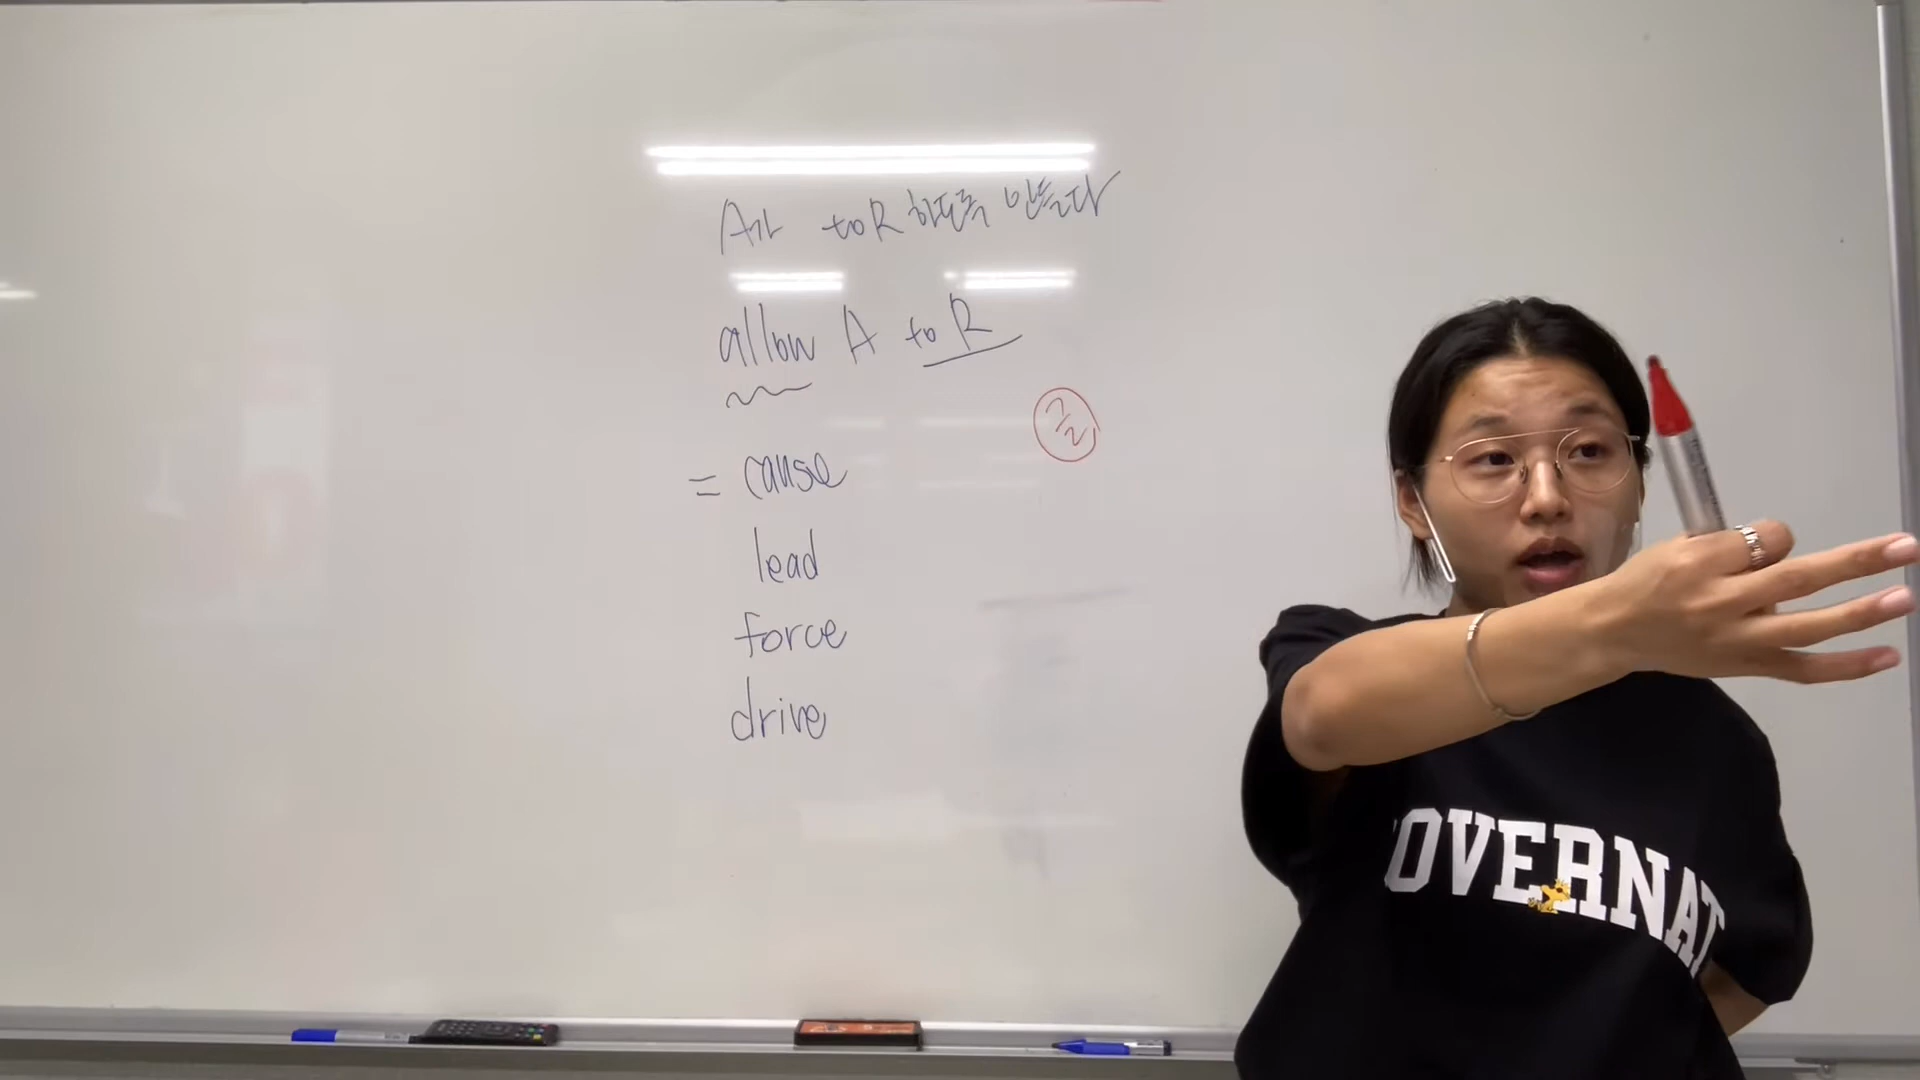 A가 to R 하도록 만들다
allow A to R
= cause
lead
force
drive
OVERNAT